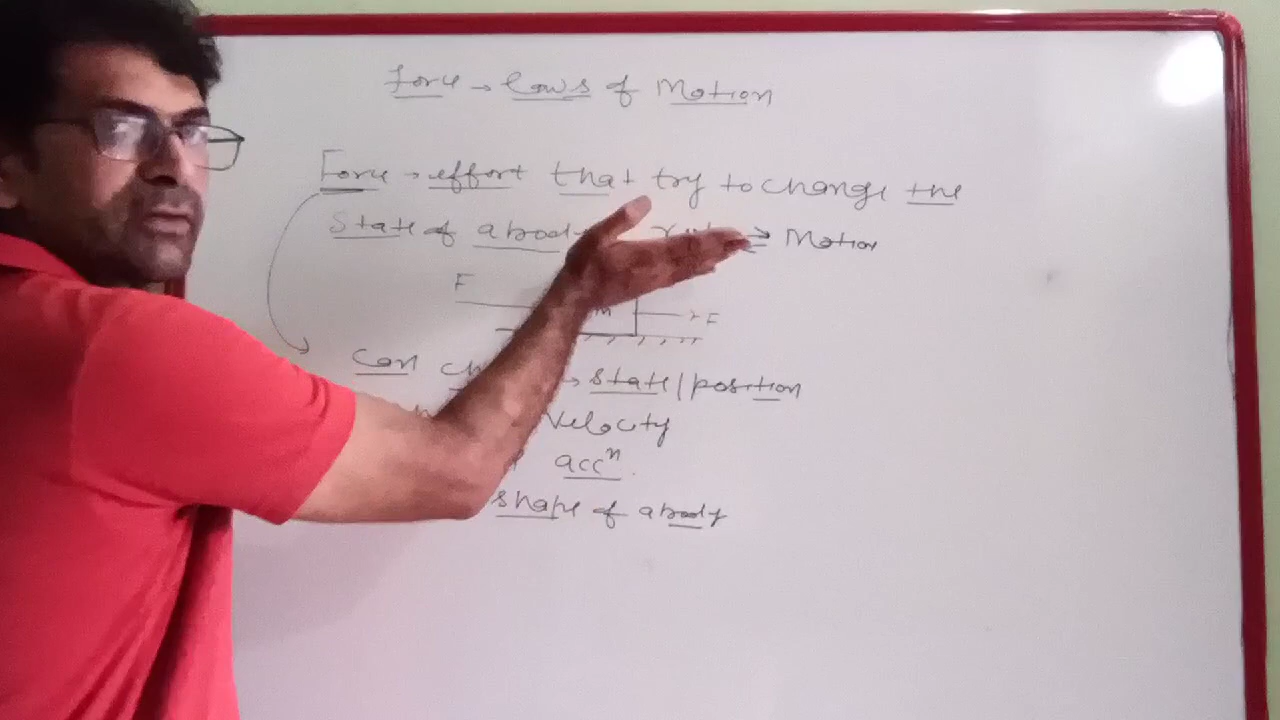 Force → Laws of Motion
Force → effort that try to change the
State of a body ⇒ Motion
F
m → F
Can → state/position
Velocity
accⁿ.
shape of a body